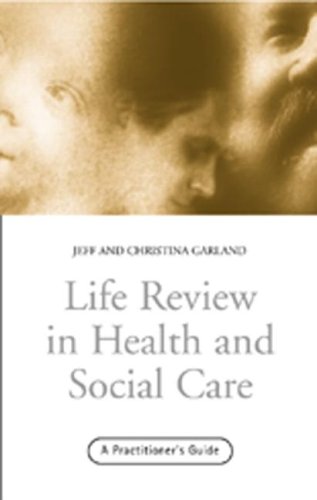 JEFF AND CHRISTINA GARLAND
Life Review
in Health and
Social Care
A Practitioner's Guide